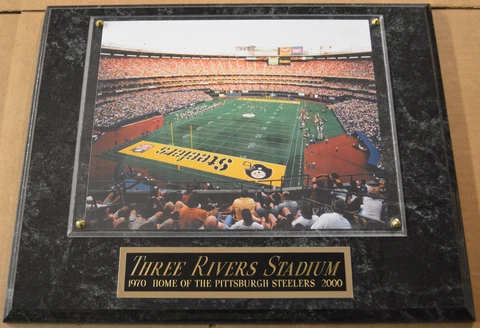 Steelers
THREE RIVERS STADIUM
1970 HOME OF THE PITTSBURGH STEELERS 2000